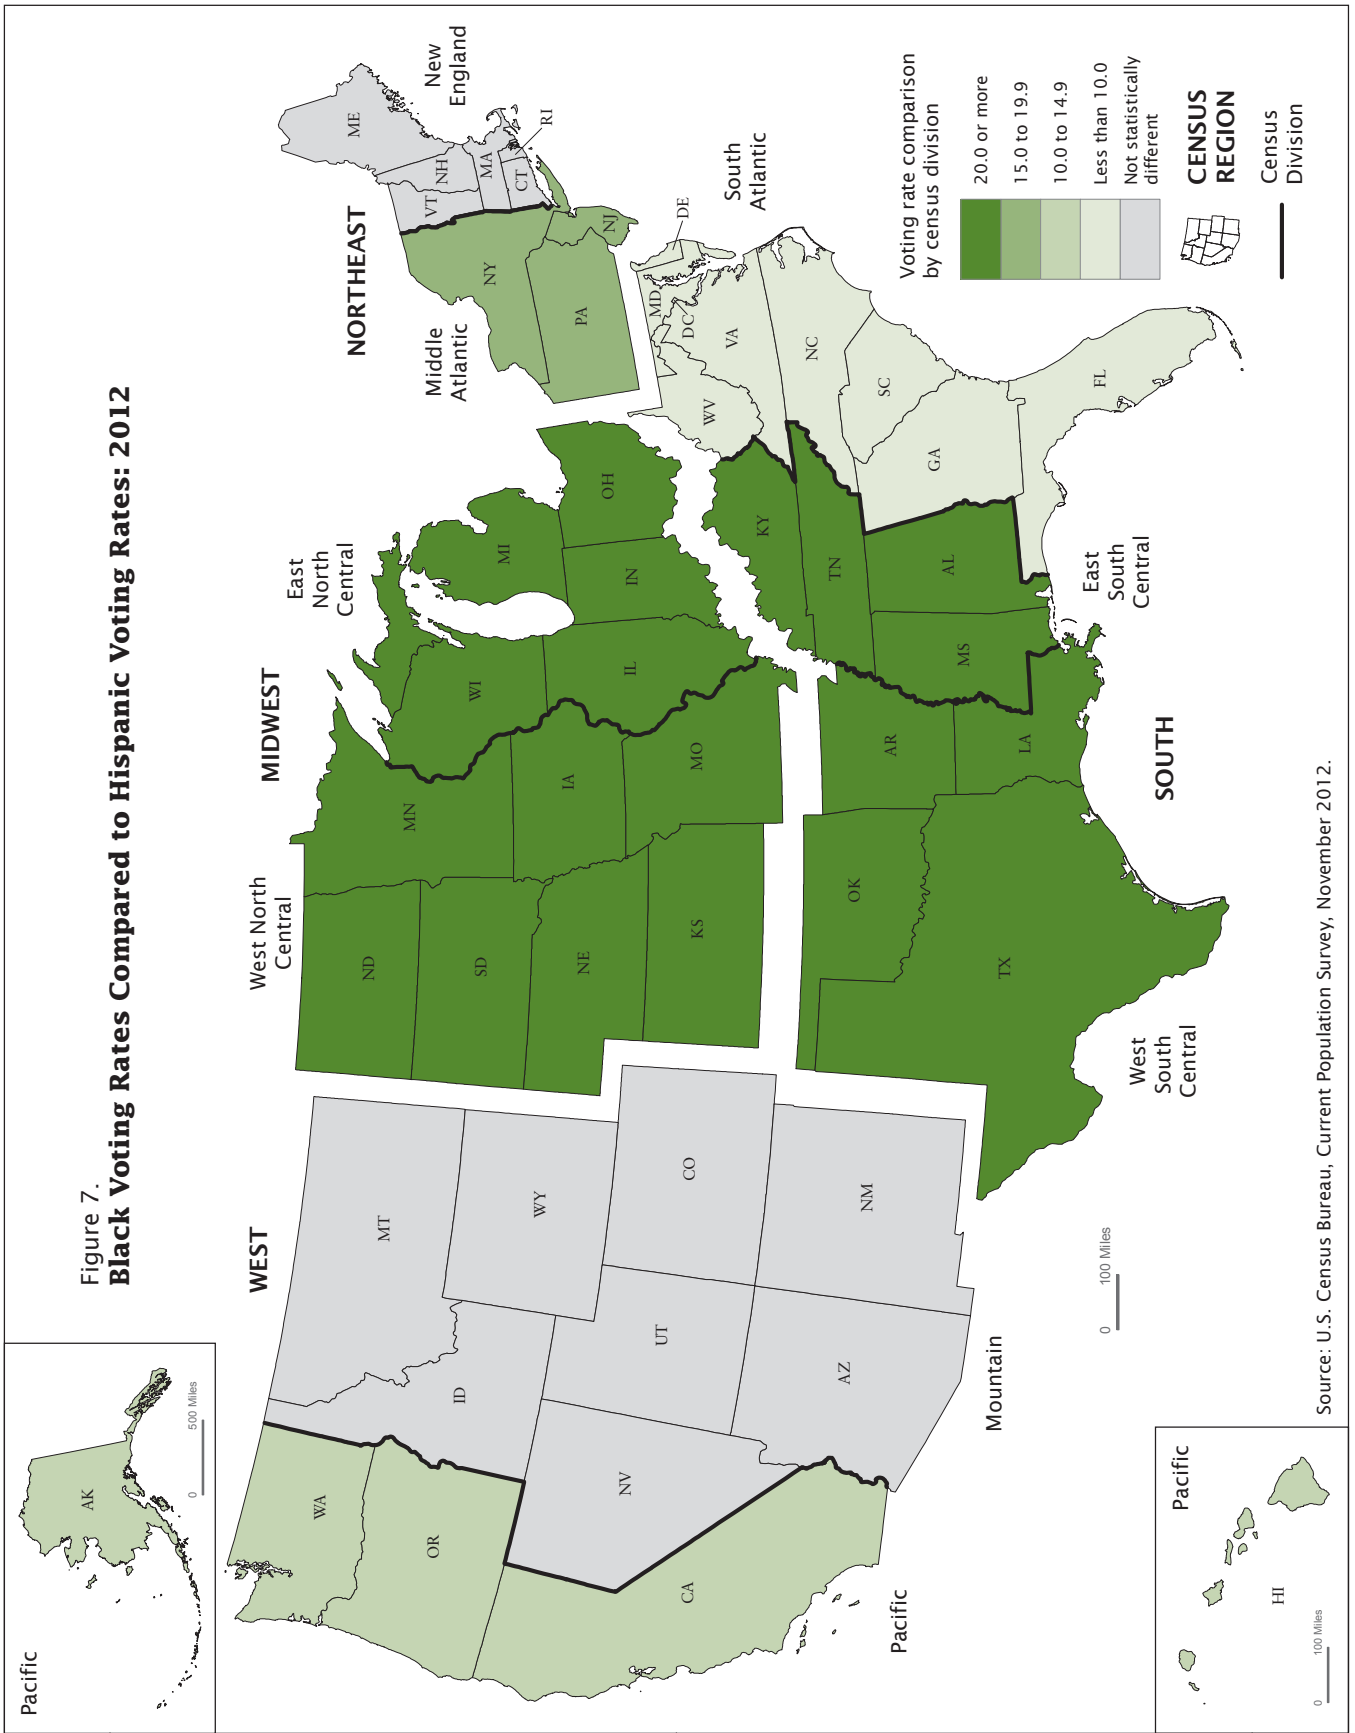 Figure 7.
Black Voting Rates Compared to Hispanic Voting Rates: 2012
Pacific
AK
0 500 Miles
WEST
MIDWEST
NORTHEAST
West North
Central
East
North
Central
Middle
Atlantic
New
England
WA
OR
CA
NV
ID
MT
WY
UT
CO
AZ
NM
ND
SD
NE
KS
MN
IA
MO
WI
IL
MI
IN
OH
NY
PA
NJ
VT
NH
ME
MA
CT
RI
OK
TX
AR
LA
KY
TN
MS
AL
WV
MD
DC
DE
VA
NC
SC
GA
FL
South
Atlantic
East
South
Central
West
South
Central
SOUTH
Mountain
Pacific
0 100 Miles
Pacific
HI
0 100 Miles
Voting rate comparison
by census division
20.0 or more
15.0 to 19.9
10.0 to 14.9
Less than 10.0
Not statistically
different
CENSUS
REGION
Census
Division
Source: U.S. Census Bureau, Current Population Survey, November 2012.